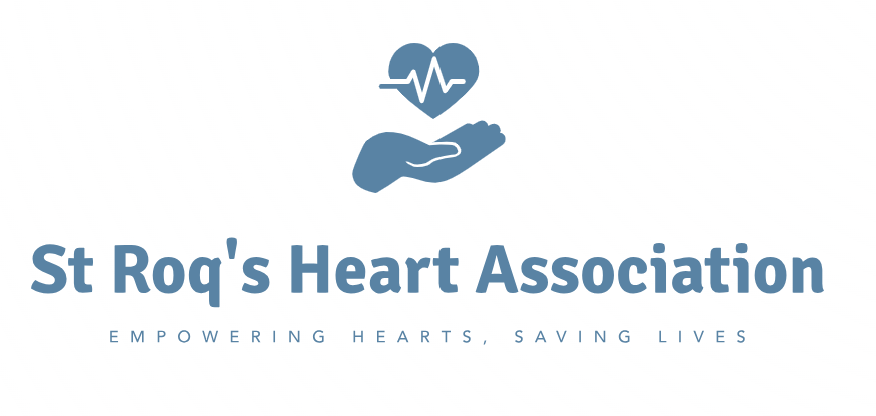 St Roq's Heart Association
EMPOWERING HEARTS, SAVING LIVES